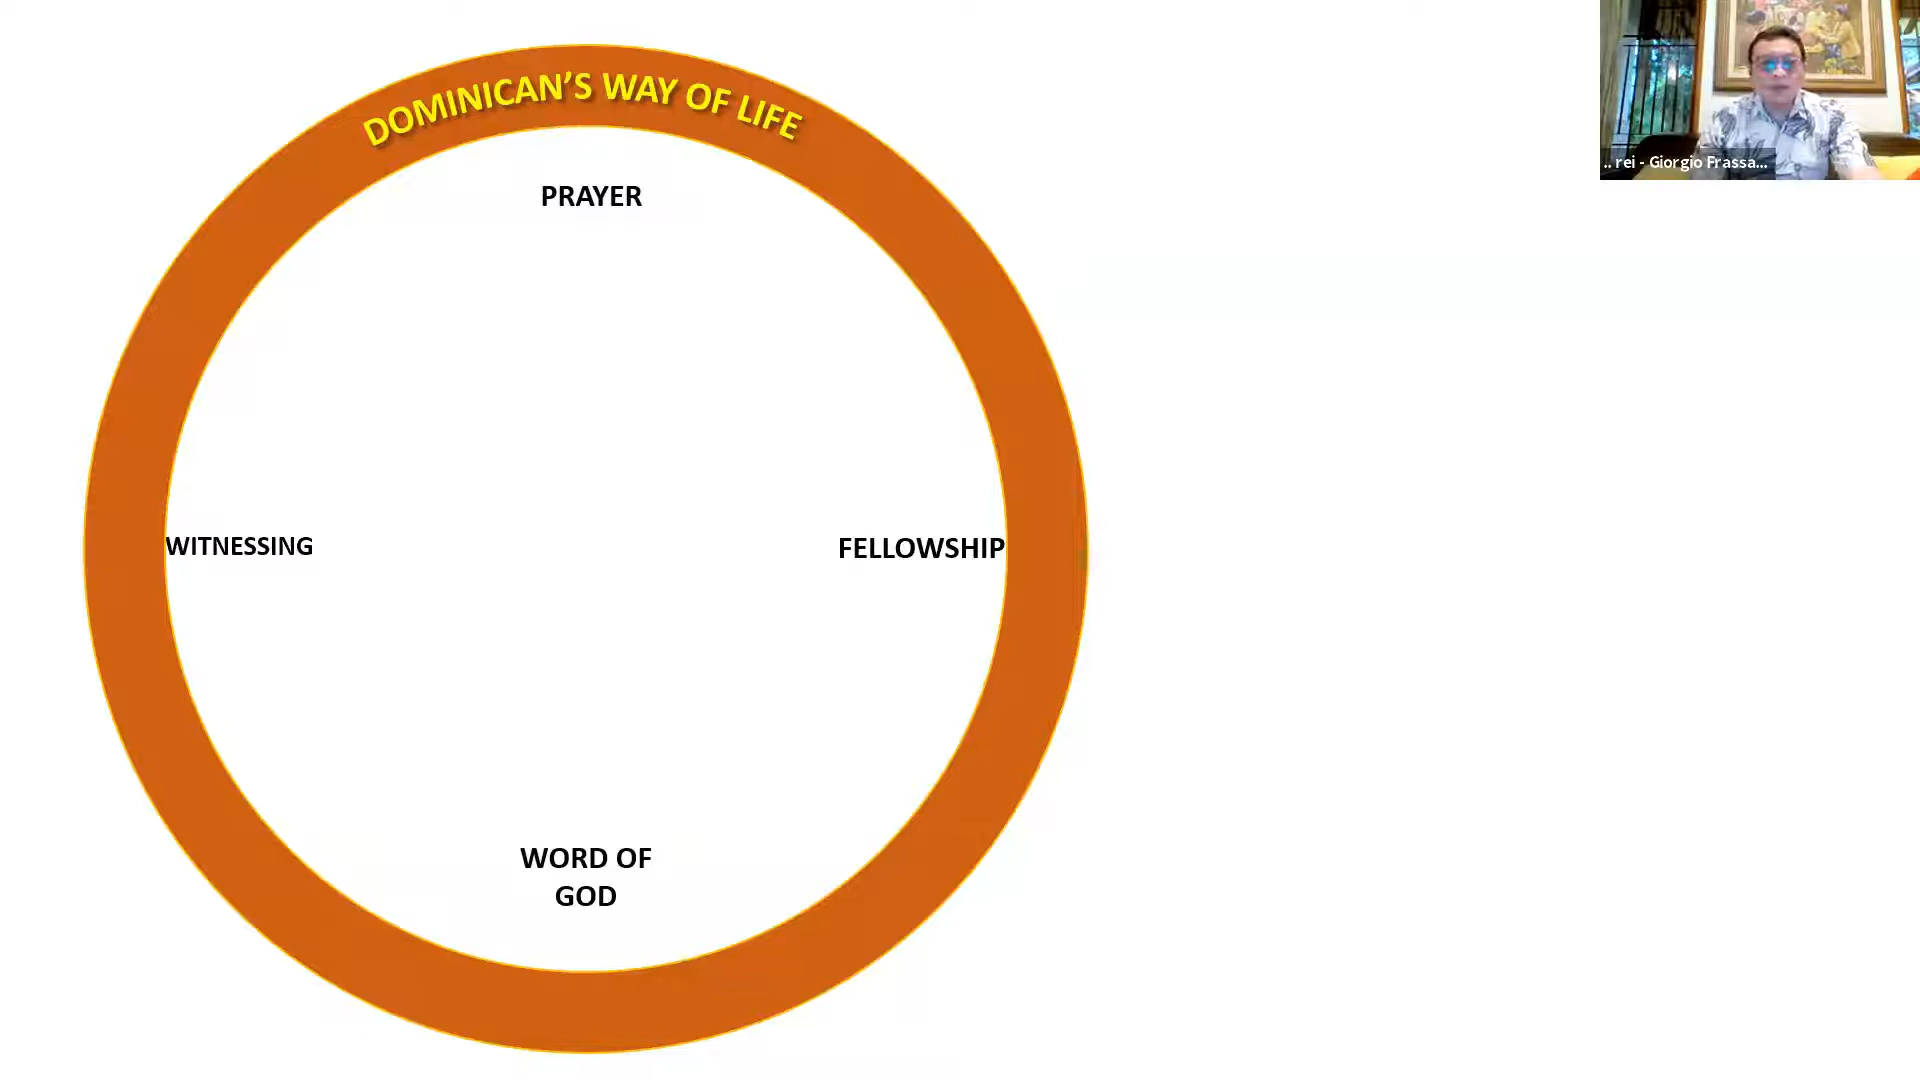 DOMINICAN'S WAY OF LIFE
.. rei - Giorgio Frassa...
PRAYER
WITNESSING
FELLOWSHIP
WORD OF
GOD